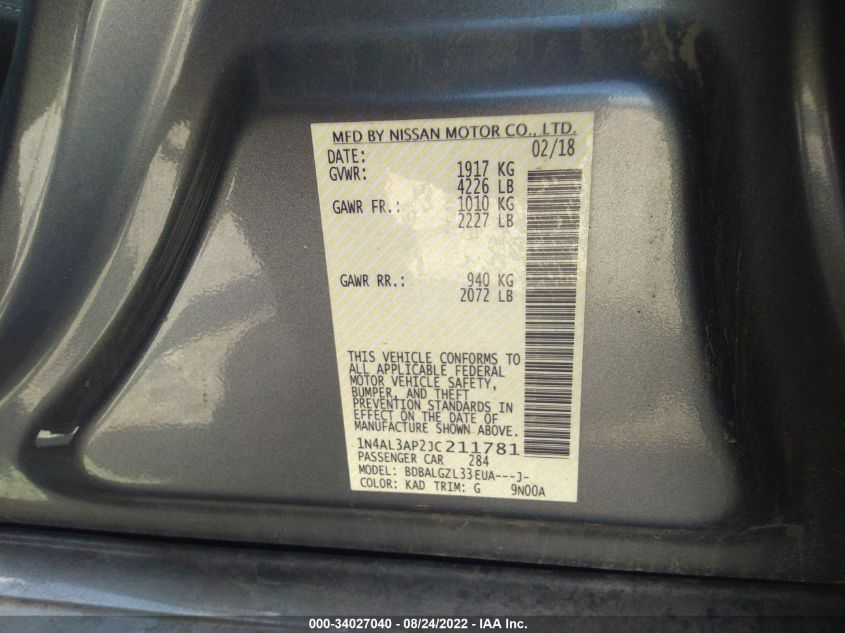 MFD BY NISSAN MOTOR CO., LTD.
DATE: 02/18
GVWR: 1917 KG
4226 LB
GAWR FR.: 1010 KG
2227 LB
GAWR RR.: 940 KG
2072 LB
THIS VEHICLE CONFORMS TO
ALL APPLICABLE FEDERAL
MOTOR VEHICLE SAFETY,
BUMPER, AND THEFT
PREVENTION STANDARDS IN
EFFECT ON THE DATE OF
MANUFACTURE SHOWN ABOVE.
1N4AL3AP2JC211781
PASSENGER CAR 284
MODEL: BDBALGZL33EUA---J-
COLOR: KAD TRIM: G 9N00A
000-34027040 - 08/24/2022 - IAA Inc.